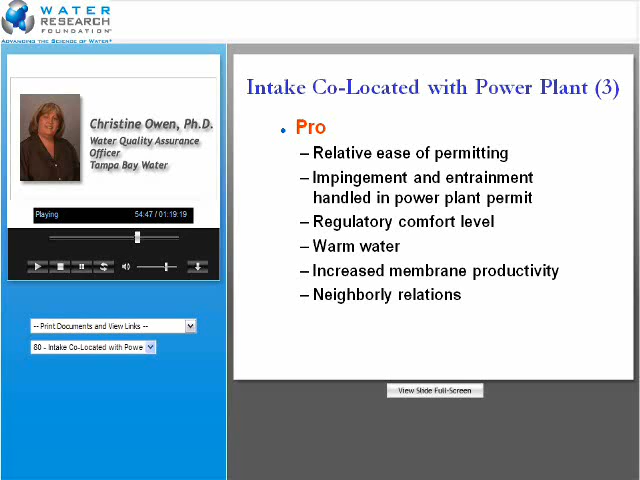 WATER
RESEARCH
FOUNDATION®
ADVANCING THE SCIENCE OF WATER®
Christine Owen, Ph.D.
Water Quality Assurance
Officer
Tampa Bay Water
Playing 54:47 / 01:19:19
-- Print Documents and View Links --
80 - Intake Co-Located with Powe
Intake Co-Located with Power Plant (3)
• Pro
– Relative ease of permitting
– Impingement and entrainment
handled in power plant permit
– Regulatory comfort level
– Warm water
– Increased membrane productivity
– Neighborly relations
View Slide Full-Screen